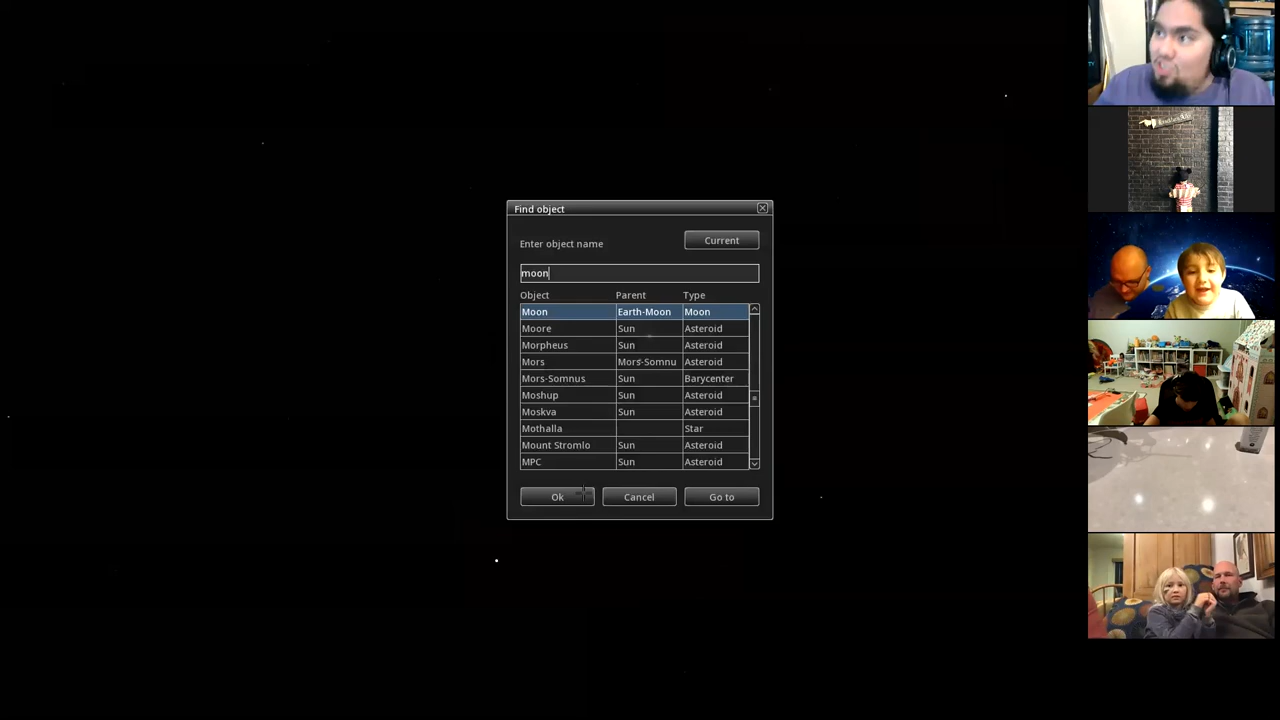 Find object
Enter object name
Current
moon
Object Parent Type
Moon Earth-Moon Moon
Moore Sun Asteroid
Morpheus Sun Asteroid
Mors Mors-Somnu Asteroid
Mors-Somnus Sun Barycenter
Moshup Sun Asteroid
Moskva Sun Asteroid
Mothalla Star
Mount Stromlo Sun Asteroid
MPC Sun Asteroid
Ok Cancel Go to